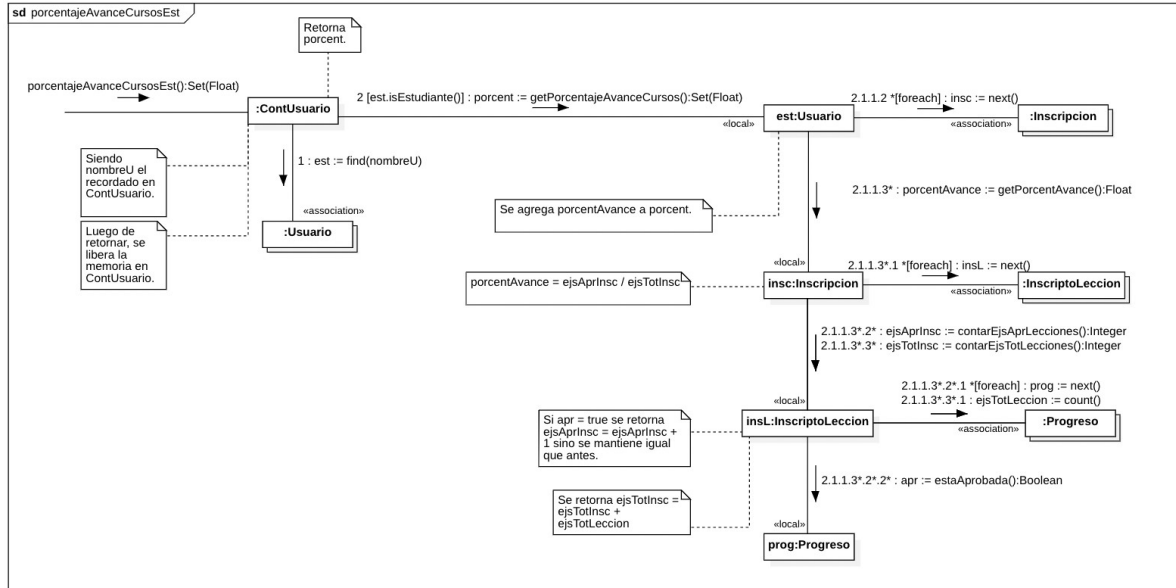 sd porcentajeAvanceCursosEst
Retorna
porcent.
porcentajeAvanceCursosEst():Set(Float)
:ContUsuario
2 [est.isEstudiante()] : porcent := getPorcentajeAvanceCursos():Set(Float)
«local»
est:Usuario
2.1.1.2 *[foreach] : insc := next()
«association»
:Inscripcion
Siendo
nombreU el
recordado en
ContUsuario.
1 : est := find(nombreU)
«association»
:Usuario
Luego de
retornar, se
libera la
memoria en
ContUsuario.
Se agrega porcentAvance a porcent.
2.1.1.3* : porcentAvance := getPorcentAvance():Float
«local»
porcentAvance = ejsAprInsc / ejsTotInsc
insc:Inscripcion
2.1.1.3*.1 *[foreach] : insL := next()
«association»
:InscriptoLeccion
2.1.1.3*.2* : ejsAprInsc := contarEjsAprLecciones():Integer
2.1.1.3*.3* : ejsTotInsc := contarEjsTotLecciones():Integer
«local»
Si apr = true se retorna
ejsAprInsc = ejsAprInsc +
1 sino se mantiene igual
que antes.
insL:InscriptoLeccion
2.1.1.3*.2*.1 *[foreach] : prog := next()
2.1.1.3*.3*.1 : ejsTotLeccion := count()
«association»
:Progreso
Se retorna ejsTotInsc =
ejsTotInsc +
ejsTotLeccion
2.1.1.3*.2*.2* : apr := estaAprobada():Boolean
«local»
prog:Progreso